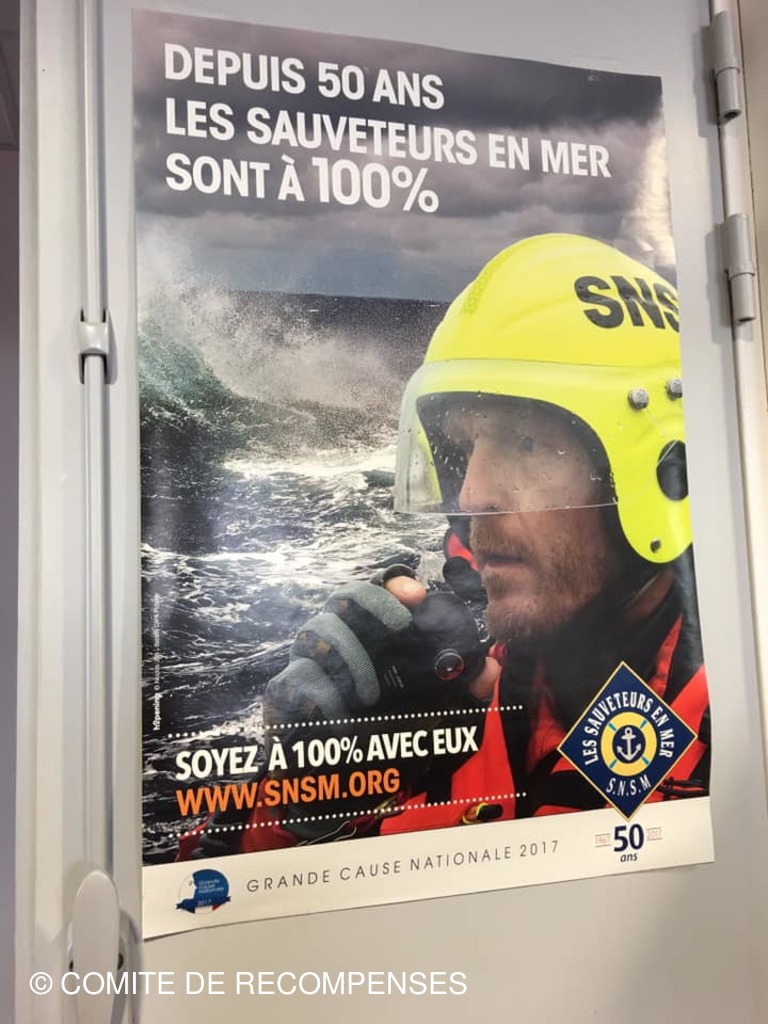 DEPUIS 50 ANS
LES SAUVETEURS EN MER
SONT À 100%
SNS
SOYEZ À 100% AVEC EUX
WWW.SNSM.ORG
LES SAUVETEURS EN MER
S.N.S.M
GRANDE CAUSE NATIONALE 2017
1967 50 2017
ans
2017
© COMITE DE RECOMPENSES